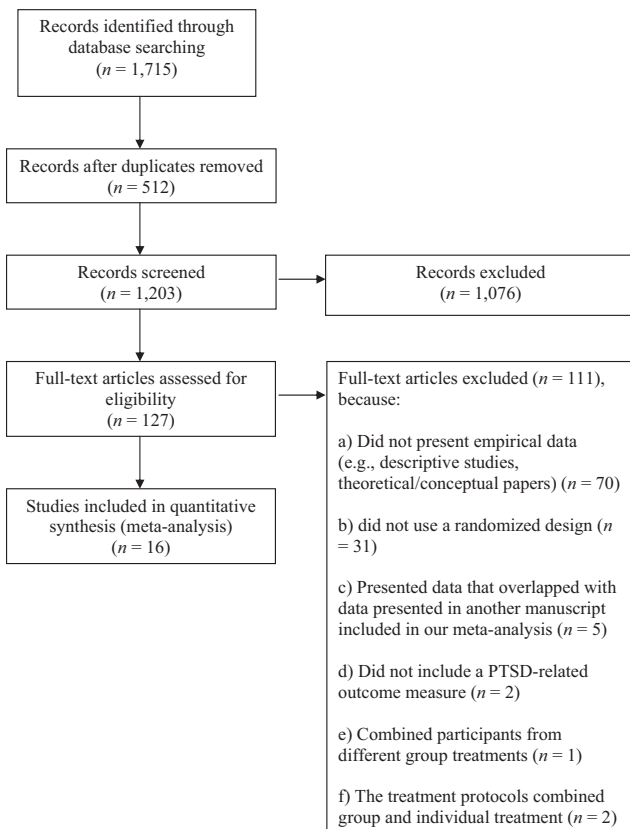 Records identified through
database searching
(n = 1,715)
Records after duplicates removed
(n = 512)
Records screened
(n = 1,203)
Records excluded
(n = 1,076)
Full-text articles assessed for
eligibility
(n = 127)
Full-text articles excluded (n = 111),
because:
a) Did not present empirical data
(e.g., descriptive studies,
theoretical/conceptual papers) (n = 70)
b) did not use a randomized design (n
= 31)
c) Presented data that overlapped with
data presented in another manuscript
included in our meta-analysis (n = 5)
d) Did not include a PTSD-related
outcome measure (n = 2)
e) Combined participants from
different group treatments (n = 1)
f) The treatment protocols combined
group and individual treatment (n = 2)
Studies included in quantitative
synthesis (meta-analysis)
(n = 16)